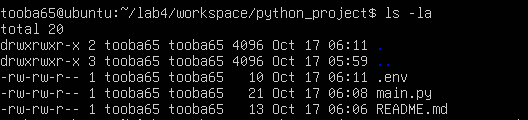 tooba65@ubuntu:~/lab4/workspace/python_project$ ls -la
total 20
drwxrwxr-x 2 tooba65 tooba65 4096 Oct 17 06:11 .
drwxrwxr-x 3 tooba65 tooba65 4096 Oct 17 05:59 ..
-rw-rw-r-- 1 tooba65 tooba65   10 Oct 17 06:11 .env
-rw-rw-r-- 1 tooba65 tooba65   21 Oct 17 06:08 main.py
-rw-rw-r-- 1 tooba65 tooba65   13 Oct 17 06:06 README.md